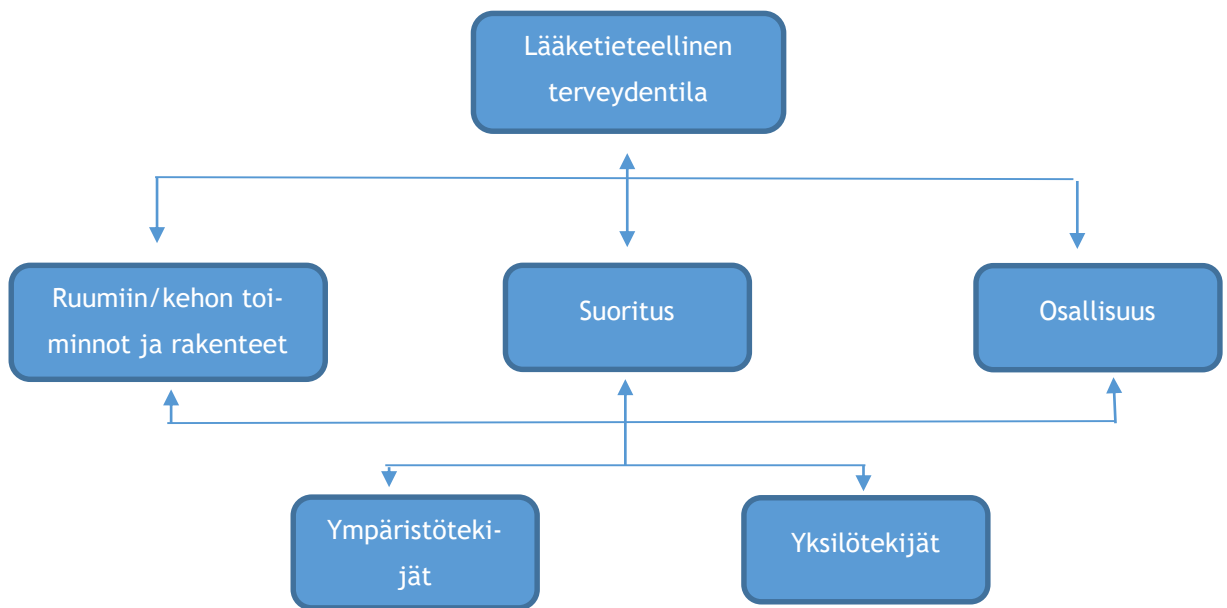 Lääketieteellinen
terveydentila
Ruumiin/kehon toi-
minnot ja rakenteet
Suoritus
Osallisuus
Ympäristöteki-
jät
Yksilötekijät